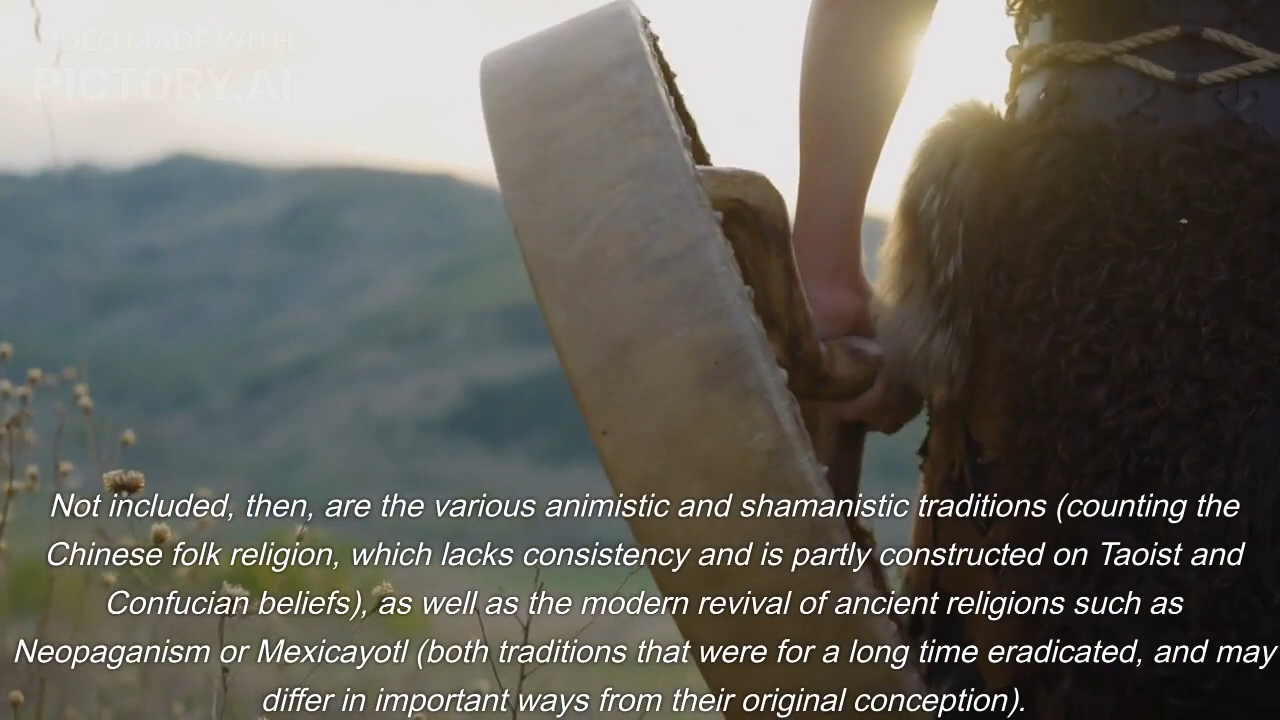 VIDEO MADE WITH
PICTORY.AI
Not included, then, are the various animistic and shamanistic traditions (counting the
Chinese folk religion, which lacks consistency and is partly constructed on Taoist and
Confucian beliefs), as well as the modern revival of ancient religions such as
Neopaganism or Mexicayotl (both traditions that were for a long time eradicated, and may
differ in important ways from their original conception).